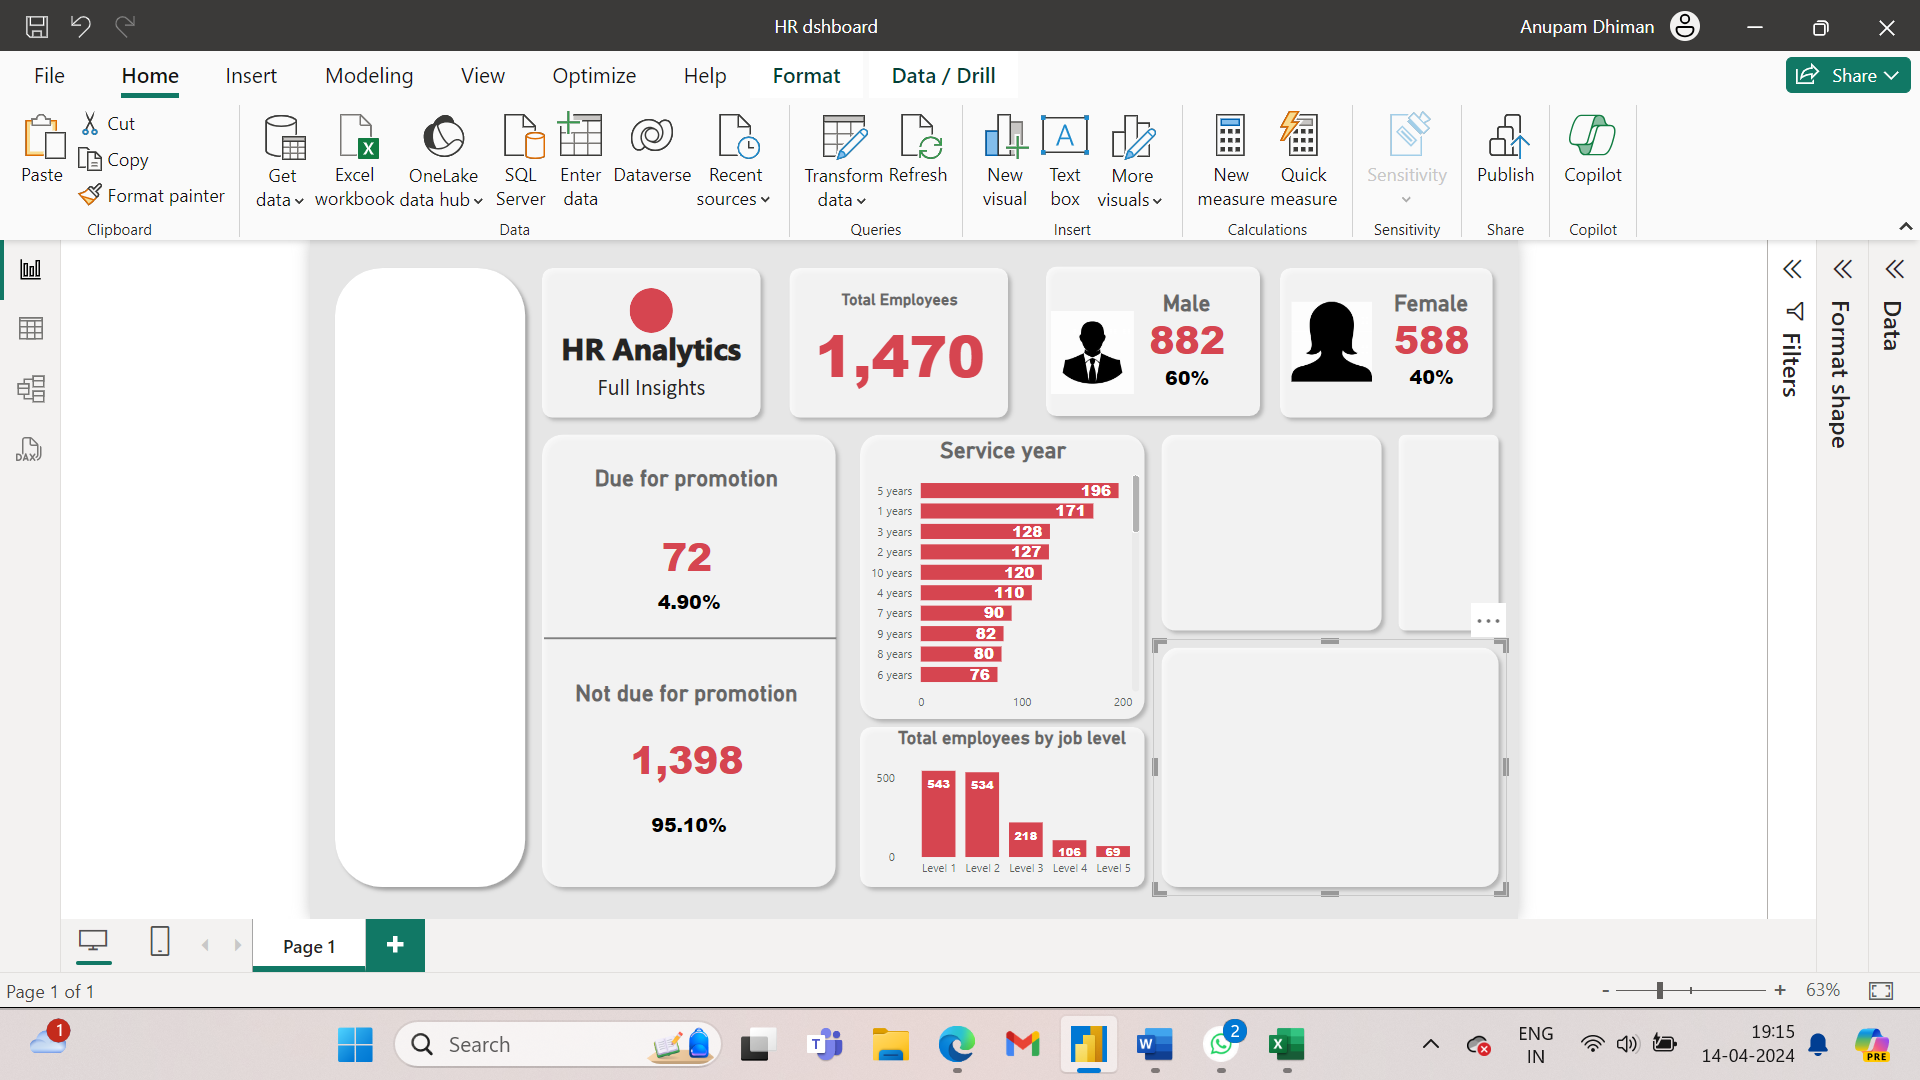 HR dshboard
Anupam Dhiman
File
Home
Insert
Modeling
View
Optimize
Help
Format
Data / Drill
Share
Paste
Cut
Copy
Format painter
Clipboard
Get data
Excel workbook
OneLake data hub
SQL Server
Enter data
Dataverse
Recent sources
Data
Transform data
Refresh
Queries
New visual
A
Text box
More visuals
Insert
New measure
Quick measure
Calculations
Sensitivity
Sensitivity
Publish
Share
Copilot
Copilot
DAX
HR Analytics
Full Insights
Total Employees
1,470
Male
882
60%
Female
588
40%
Due for promotion
72
4.90%
Not due for promotion
1,398
95.10%
Service year
5 years 196
1 years 171
3 years 128
2 years 127
10 years 120
4 years 110
7 years 90
9 years 82
8 years 80
6 years 76
0 100 200
Total employees by job level
500
0
543 534 218 106 69
Level 1 Level 2 Level 3 Level 4 Level 5
Filters
Format shape
Data
Page 1
Page 1 of 1
- + 63%
1
Search
T
W
2
X
ENG
IN
19:15
14-04-2024
PRE